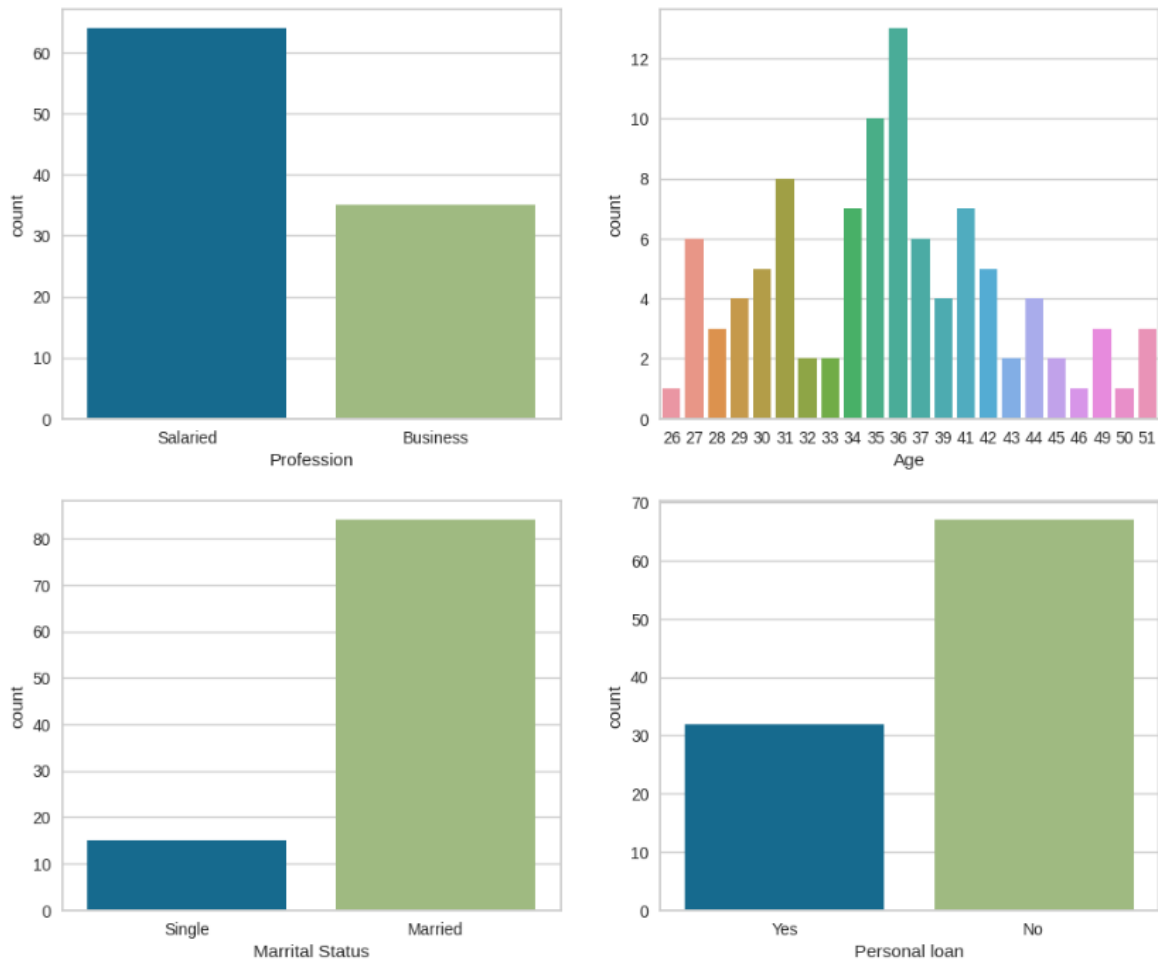 60
50
40
30
20
10
0
count
Salaried Business
Profession
12
10
8
6
4
2
0
count
26 27 28 29 30 31 32 33 34 35 36 37 39 41 42 43 44 45 46 49 50 51
Age
80
70
60
50
40
30
20
10
0
count
Single Married
Marrital Status
70
60
50
40
30
20
10
0
count
Yes No
Personal loan